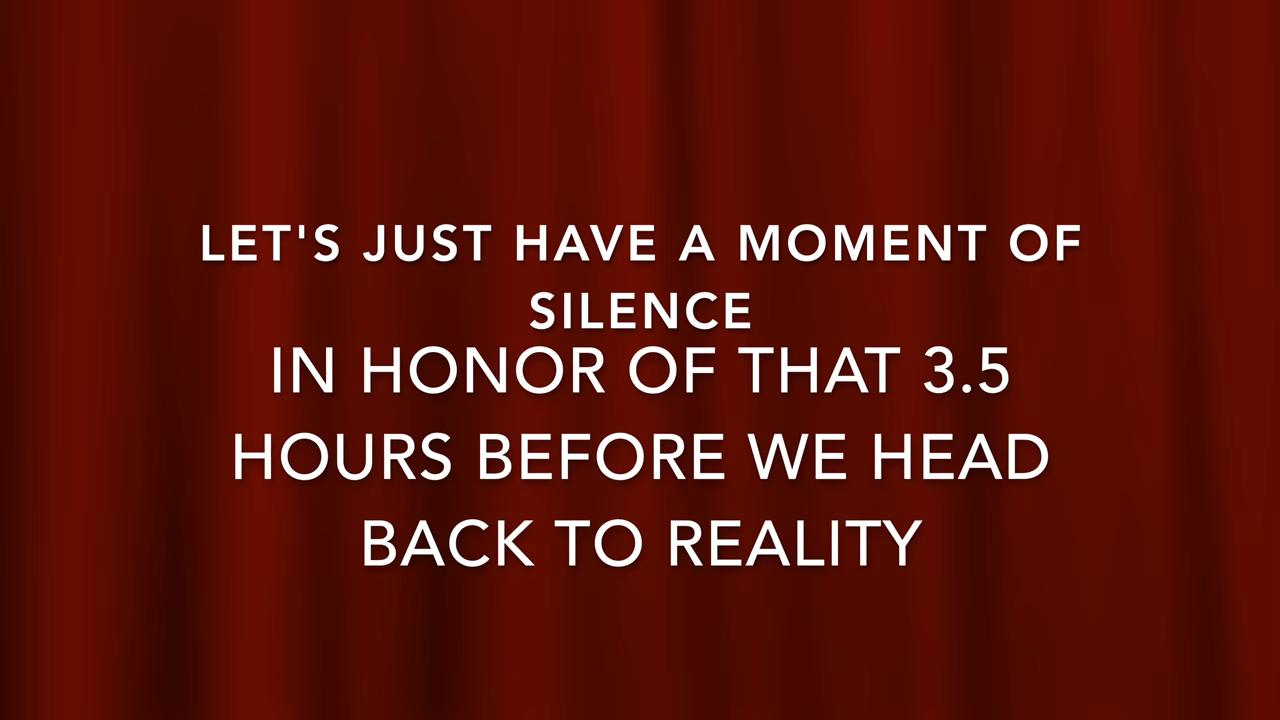 LET'S JUST HAVE A MOMENT OF
SILENCE
IN HONOR OF THAT 3.5
HOURS BEFORE WE HEAD
BACK TO REALITY